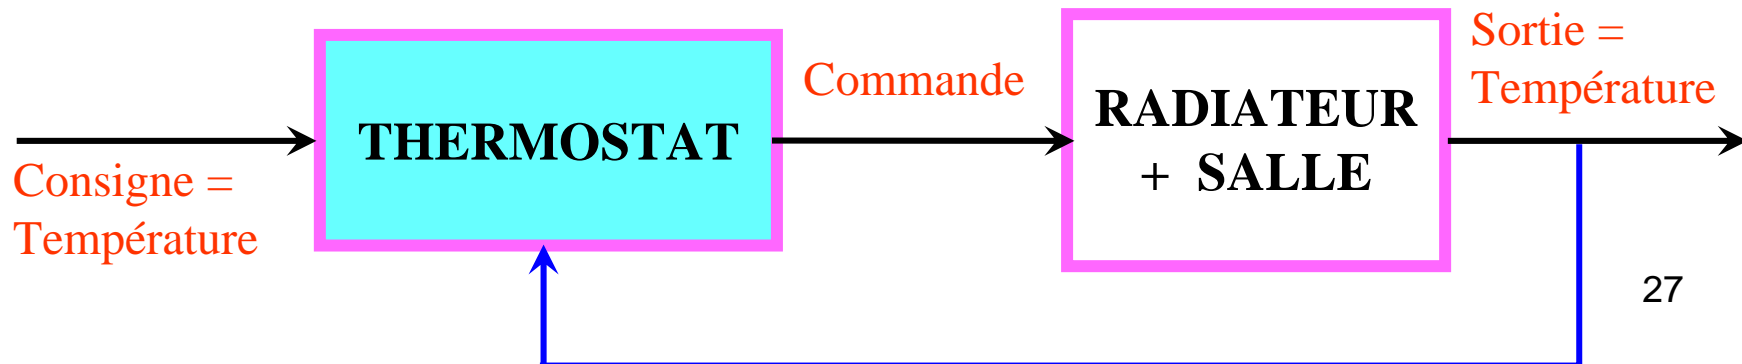 Consigne =
Température
THERMOSTAT
Commande
RADIATEUR
+ SALLE
Sortie =
Température
27